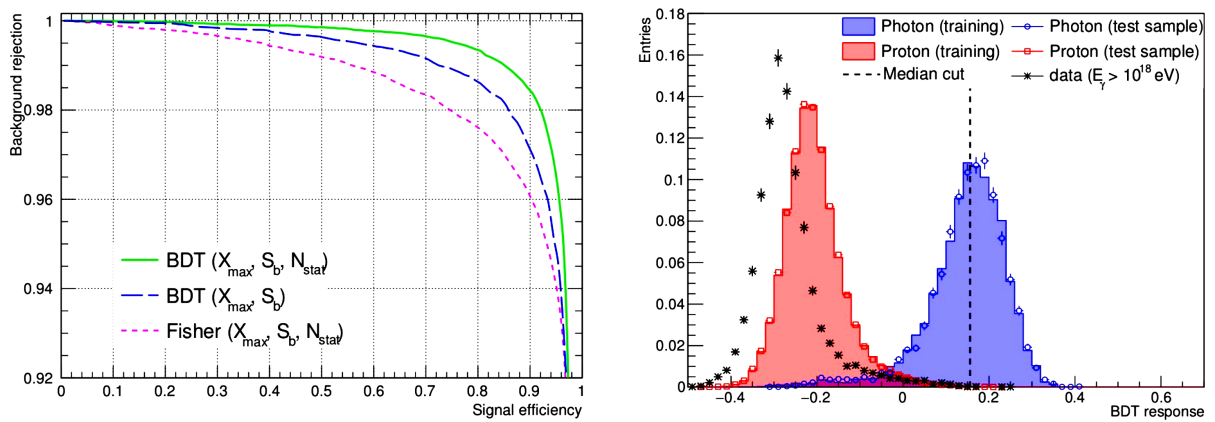 Background rejection
1
0.98
0.96
0.94
0.92
BDT (Xmax, Sb, Nstat)
BDT (Xmax, Sb)
Fisher (Xmax, Sb, Nstat)
0 0.1 0.2 0.3 0.4 0.5 0.6 0.7 0.8 0.9 1
Signal efficiency
Entries
0.18
0.16
0.14
0.12
0.1
0.08
0.06
0.04
0.02
0
Photon (training) Photon (test sample)
Proton (training) Proton (test sample)
Median cut data (Eγ > 10^18 eV)
−0.4 −0.2 0 0.2 0.4 0.6
BDT response